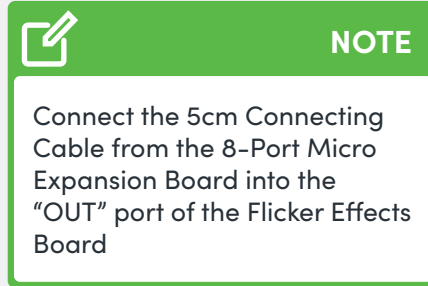 NOTE
Connect the 5cm Connecting
Cable from the 8-Port Micro
Expansion Board into the
“OUT” port of the Flicker Effects
Board